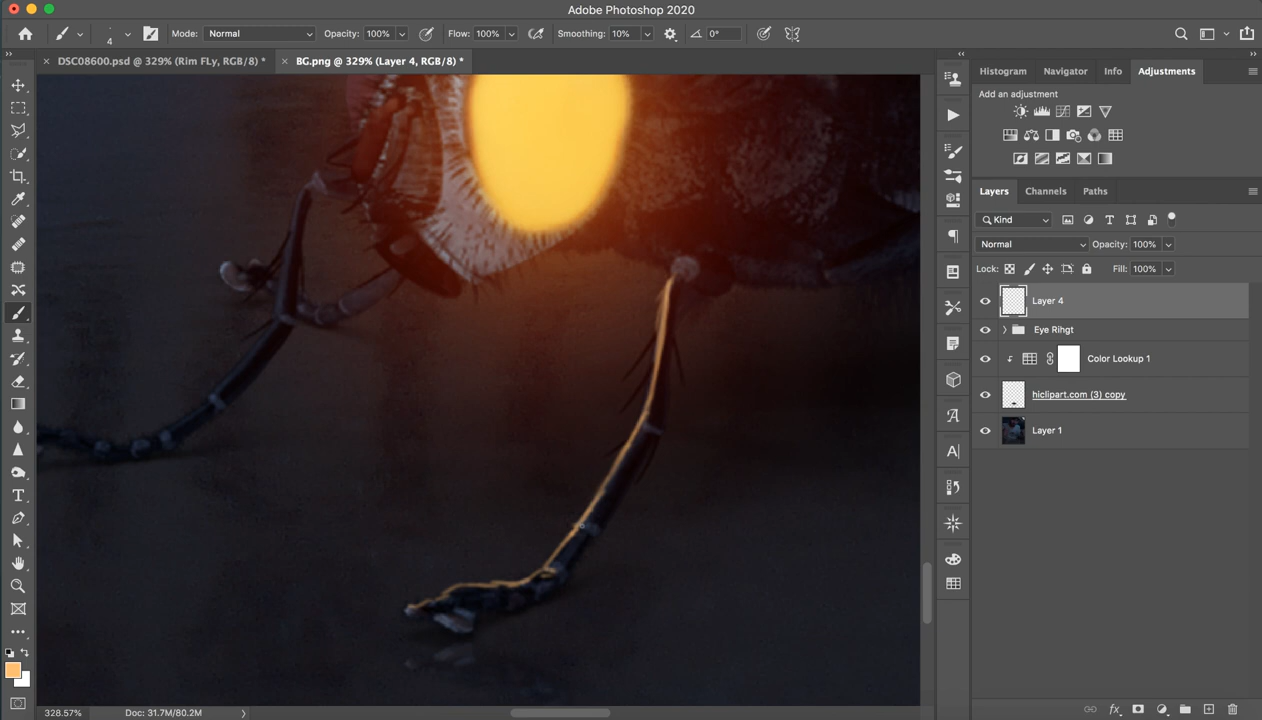 Adobe Photoshop 2020
4
Mode: Normal
Opacity: 100%
Flow: 100%
Smoothing: 10%
0°
DSC08600.psd @ 329% (Rim FLy, RGB/8) *
BG.png @ 329% (Layer 4, RGB/8) *
Histogram
Navigator
Info
Adjustments
Add an adjustment
Layers
Channels
Paths
Kind
Normal
Opacity: 100%
Lock:
Fill: 100%
Layer 4
Eye Rihgt
Color Lookup 1
hiclipart.com (3) copy
Layer 1
328.57%
Doc: 31.7M/80.2M
fx